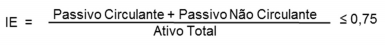 IE = Passivo Circulante + Passivo Não Circulante ≤ 0,75
Ativo Total